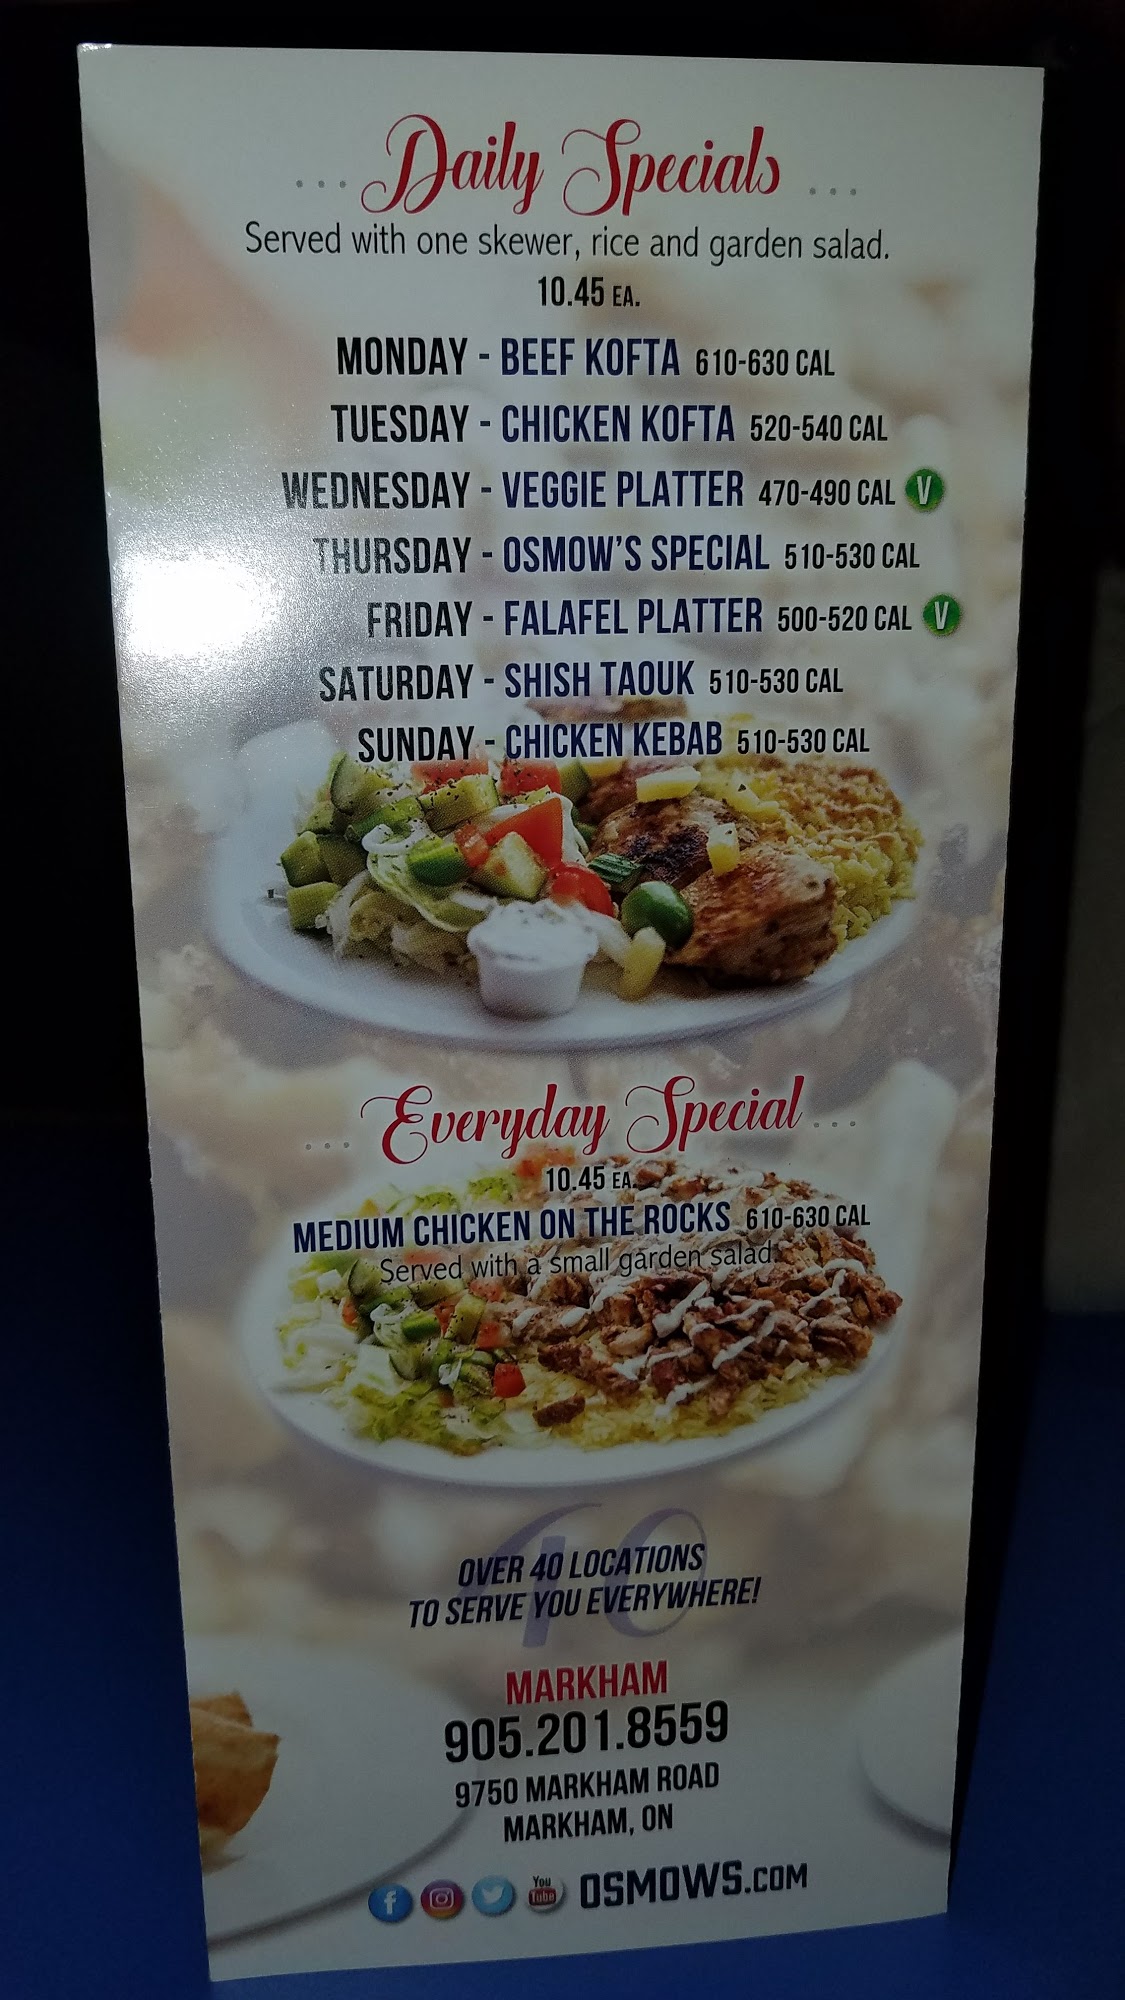 ... Daily Specials ...
Served with one skewer, rice and garden salad.
10.45 EA.
MONDAY - BEEF KOFTA 610-630 CAL
TUESDAY - CHICKEN KOFTA 520-540 CAL
WEDNESDAY - VEGGIE PLATTER 470-490 CAL V
THURSDAY - OSMOW'S SPECIAL 510-530 CAL
FRIDAY - FALAFEL PLATTER 500-520 CAL V
SATURDAY - SHISH TAOUK 510-530 CAL
SUNDAY - CHICKEN KEBAB 510-530 CAL
... Everyday Special ...
10.45 EA.
MEDIUM CHICKEN ON THE ROCKS 610-630 CAL
Served with a small garden salad.
40
OVER 40 LOCATIONS
TO SERVE YOU EVERYWHERE!
MARKHAM
905.201.8559
9750 MARKHAM ROAD
MARKHAM, ON
f You Tube OSMOWS.COM